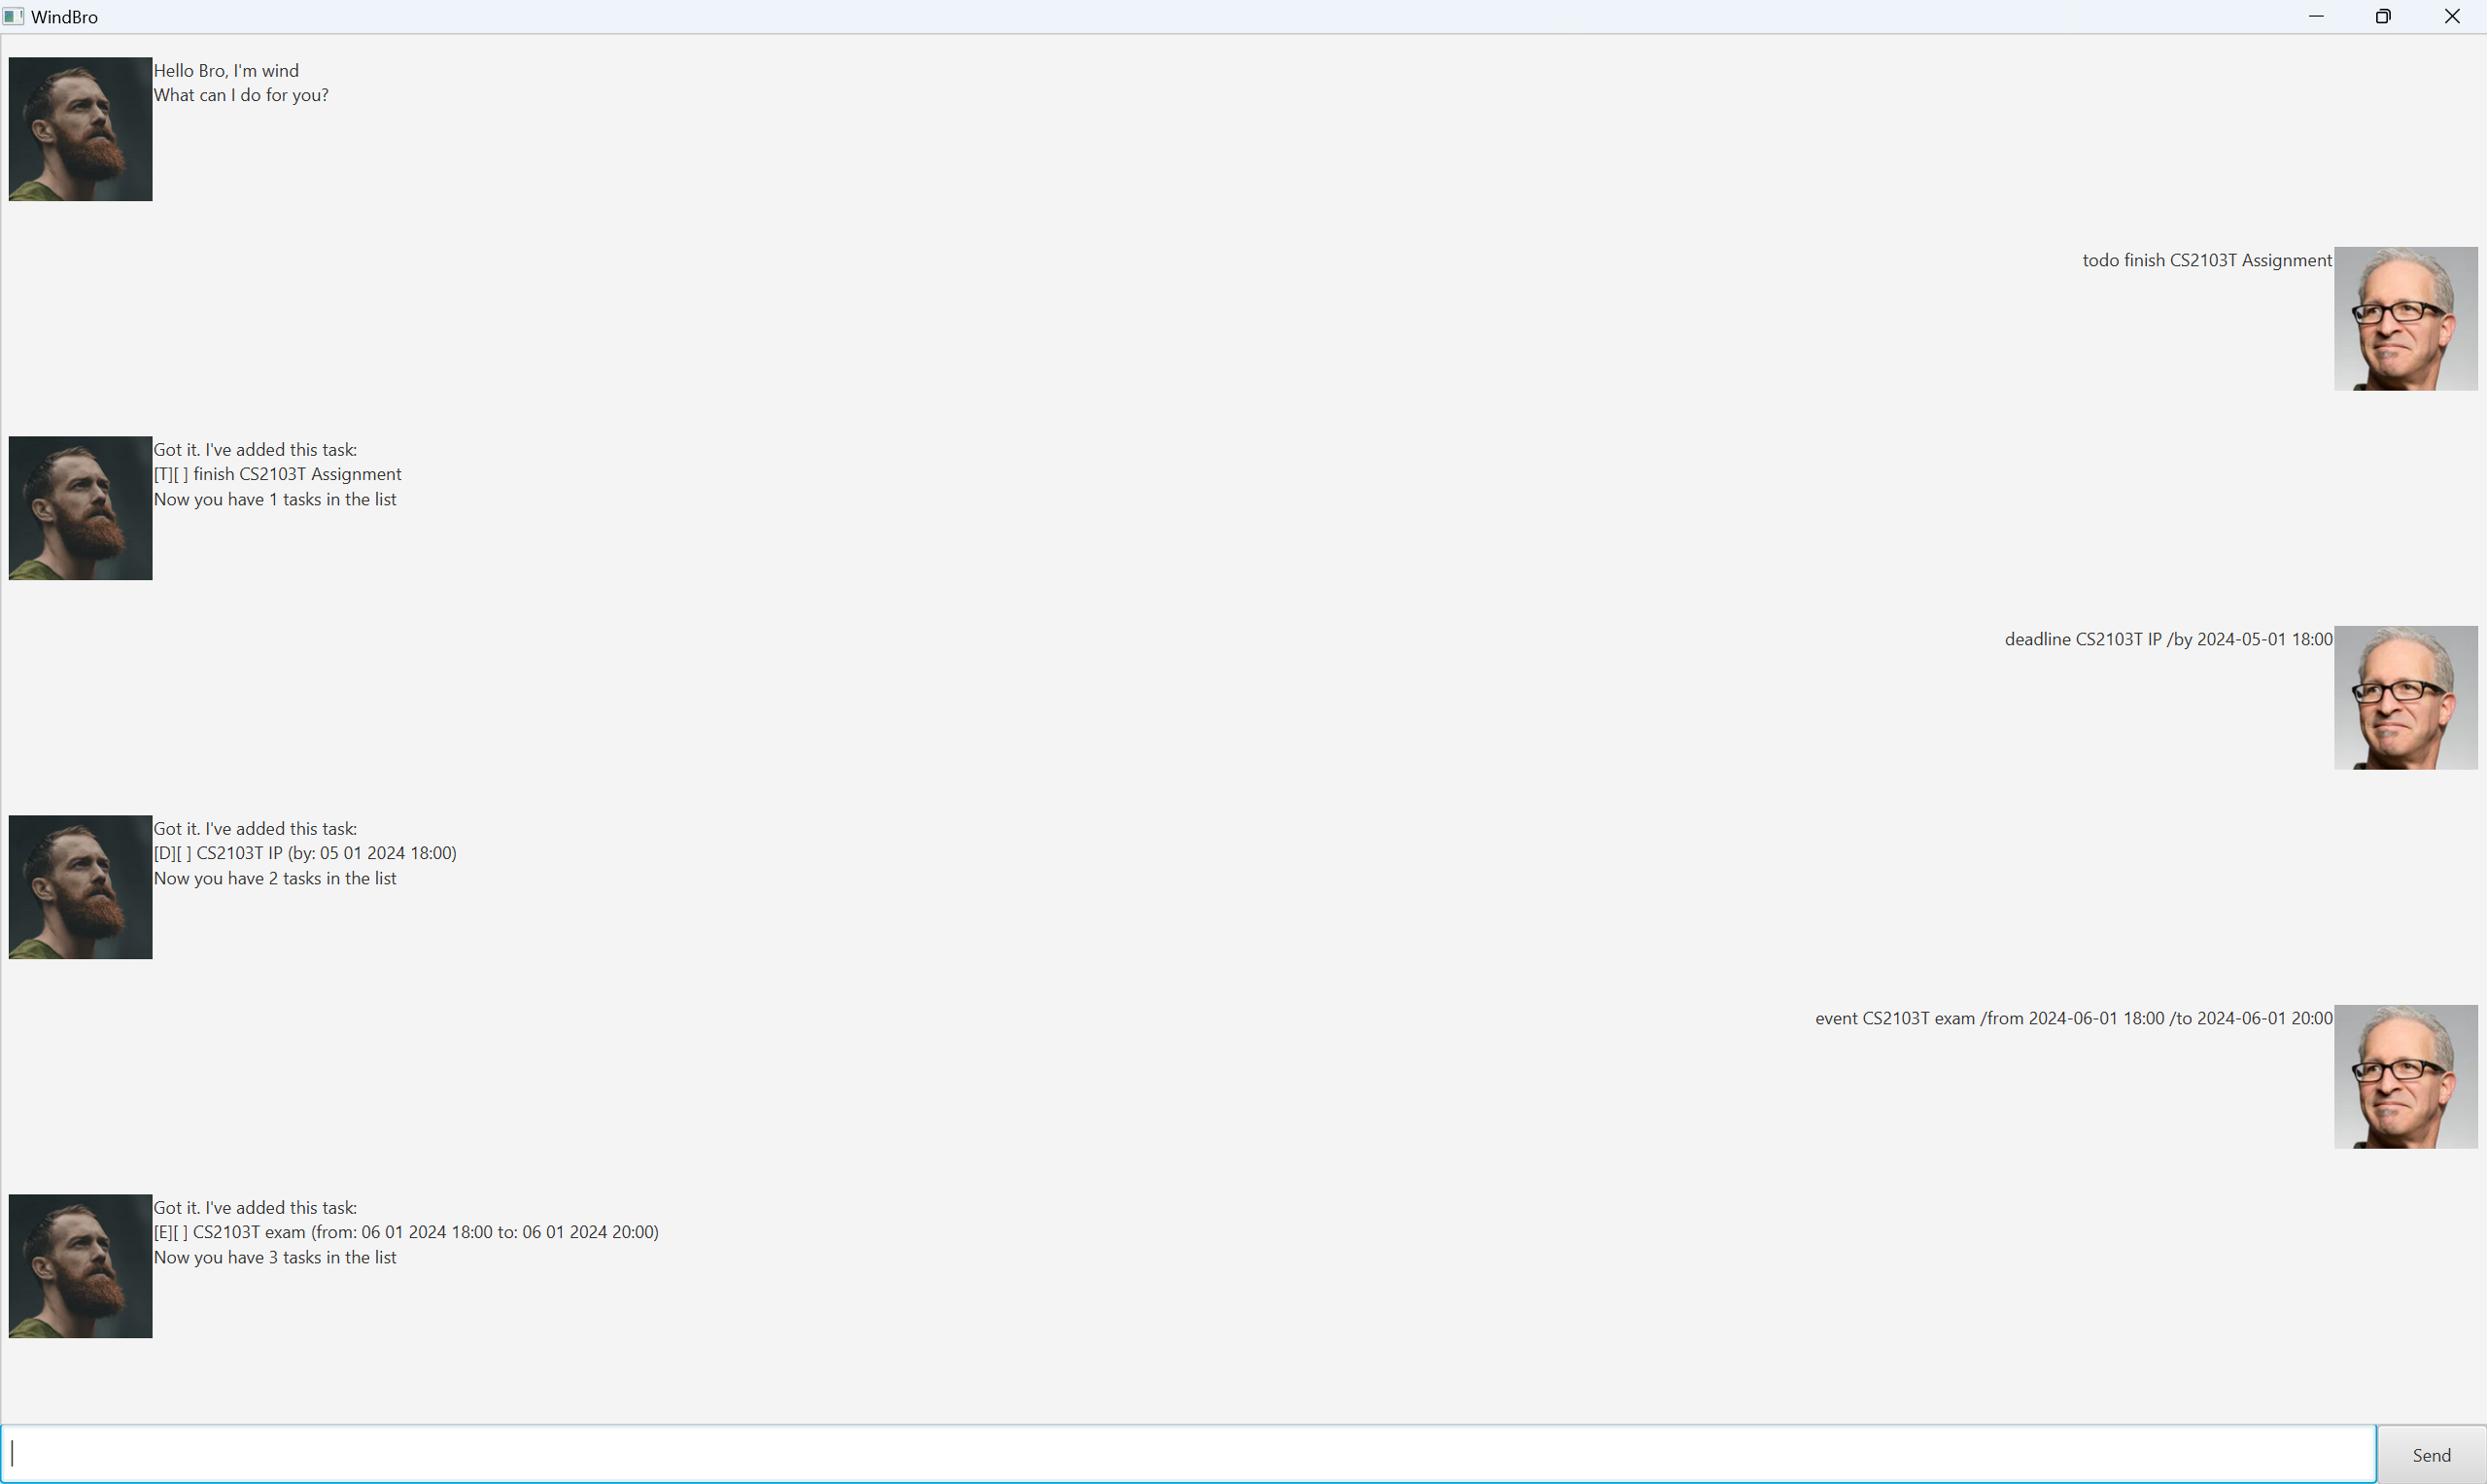 WindBro
Hello Bro, I'm wind
What can I do for you?
todo finish CS2103T Assignment
Got it. I've added this task:
[T][ ] finish CS2103T Assignment
Now you have 1 tasks in the list
deadline CS2103T IP /by 2024-05-01 18:00
Got it. I've added this task:
[D][ ] CS2103T IP (by: 05 01 2024 18:00)
Now you have 2 tasks in the list
event CS2103T exam /from 2024-06-01 18:00 /to 2024-06-01 20:00
Got it. I've added this task:
[E][ ] CS2103T exam (from: 06 01 2024 18:00 to: 06 01 2024 20:00)
Now you have 3 tasks in the list
Send